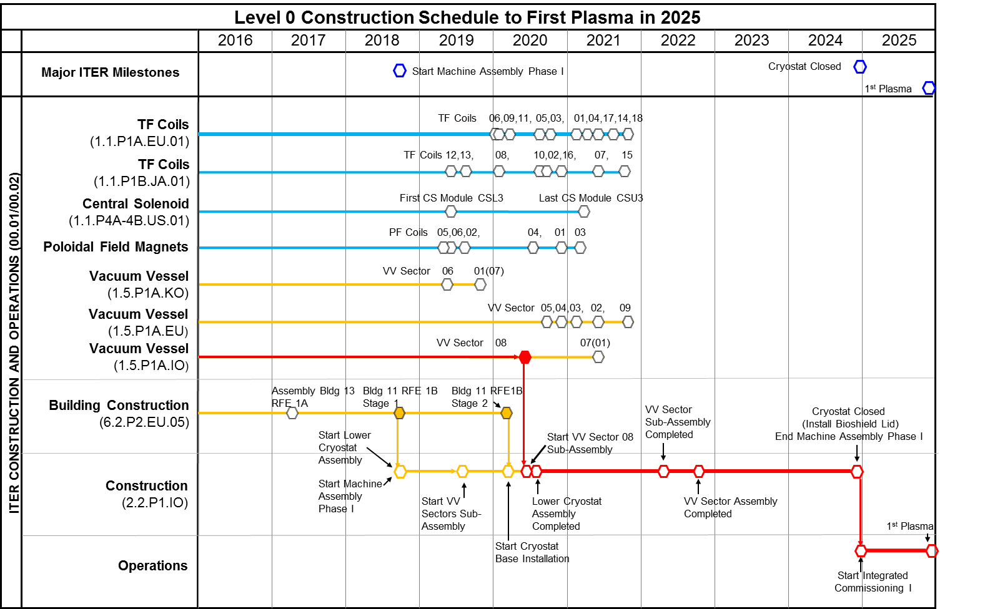 Level 0 Construction Schedule to First Plasma in 2025
2016 2017 2018 2019 2020 2021 2022 2023 2024 2025
Major ITER Milestones
Start Machine Assembly Phase I
Cryostat Closed
1st Plasma
ITER CONSTRUCTION AND OPERATIONS (00.01/00.02)
TF Coils
(1.1.P1A.EU.01)
TF Coils 06,09,11, 05,03, 01,04,17,14,18
TF Coils
(1.1.P1B.JA.01)
TF Coils 12,13, 08, 10,02,16, 07, 15
Central Solenoid
(1.1.P4A-4B.US.01)
First CS Module CSL3 Last CS Module CSU3
Poloidal Field Magnets
PF Coils 05,06,02, 04, 01 03
Vacuum Vessel
(1.5.P1A.KO)
VV Sector 06 01(07)
Vacuum Vessel
(1.5.P1A.EU)
VV Sector 05,04,03, 02, 09
Vacuum Vessel
(1.5.P1A.IO)
VV Sector 08 07(01)
Building Construction
(6.2.P2.EU.05)
Assembly Bldg 13
RFE 1A
Bldg 11 RFE 1B
Stage 1
Bldg 11 RFE1B
Stage 2
Construction
(2.2.P1.IO)
Start Lower
Cryostat
Assembly
Start Machine
Assembly
Phase I
Start VV
Sectors Sub-
Assembly
Start Cryostat
Base Installation
Start VV Sector 08
Sub-Assembly
Lower Cryostat
Assembly
Completed
VV Sector
Sub-Assembly
Completed
VV Sector Assembly
Completed
Cryostat Closed
(Install Bioshield Lid)
End Machine Assembly Phase I
Operations
1st Plasma
Start Integrated
Commissioning I